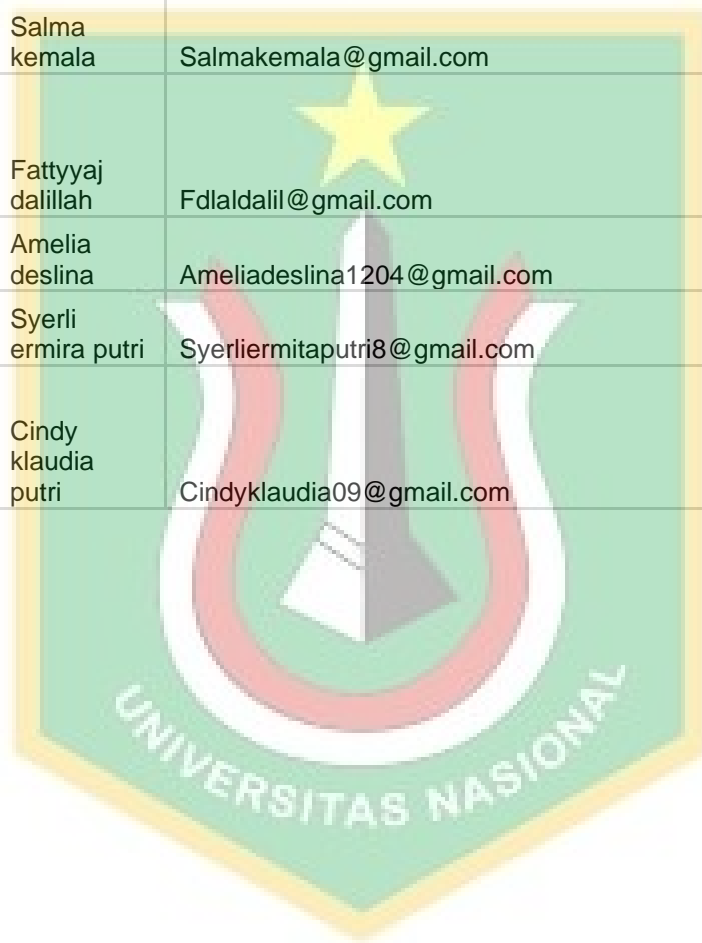 Salma
kemala Salmakemala@gmail.com
Fattyyaj
dalillah Fdlaldalil@gmail.com
Amelia
deslina Ameliadeslina1204@gmail.com
Syerli
ermira putri Syerliermitaputri8@gmail.com
Cindy
klaudia
putri Cindyklaudia09@gmail.com
UNIVERSITAS NASIONAL